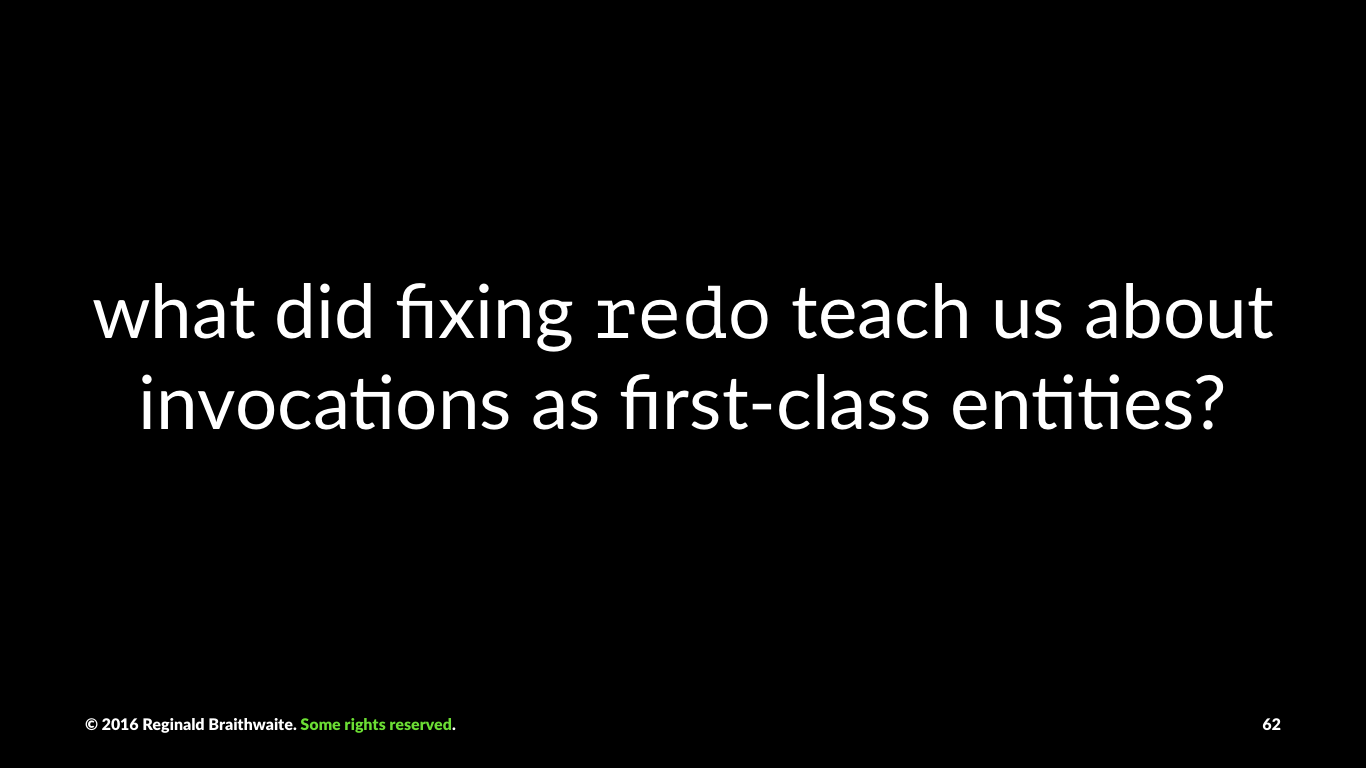 what did fixing redo teach us about
invocations as first-class entities?
© 2016 Reginald Braithwaite. Some rights reserved. 62